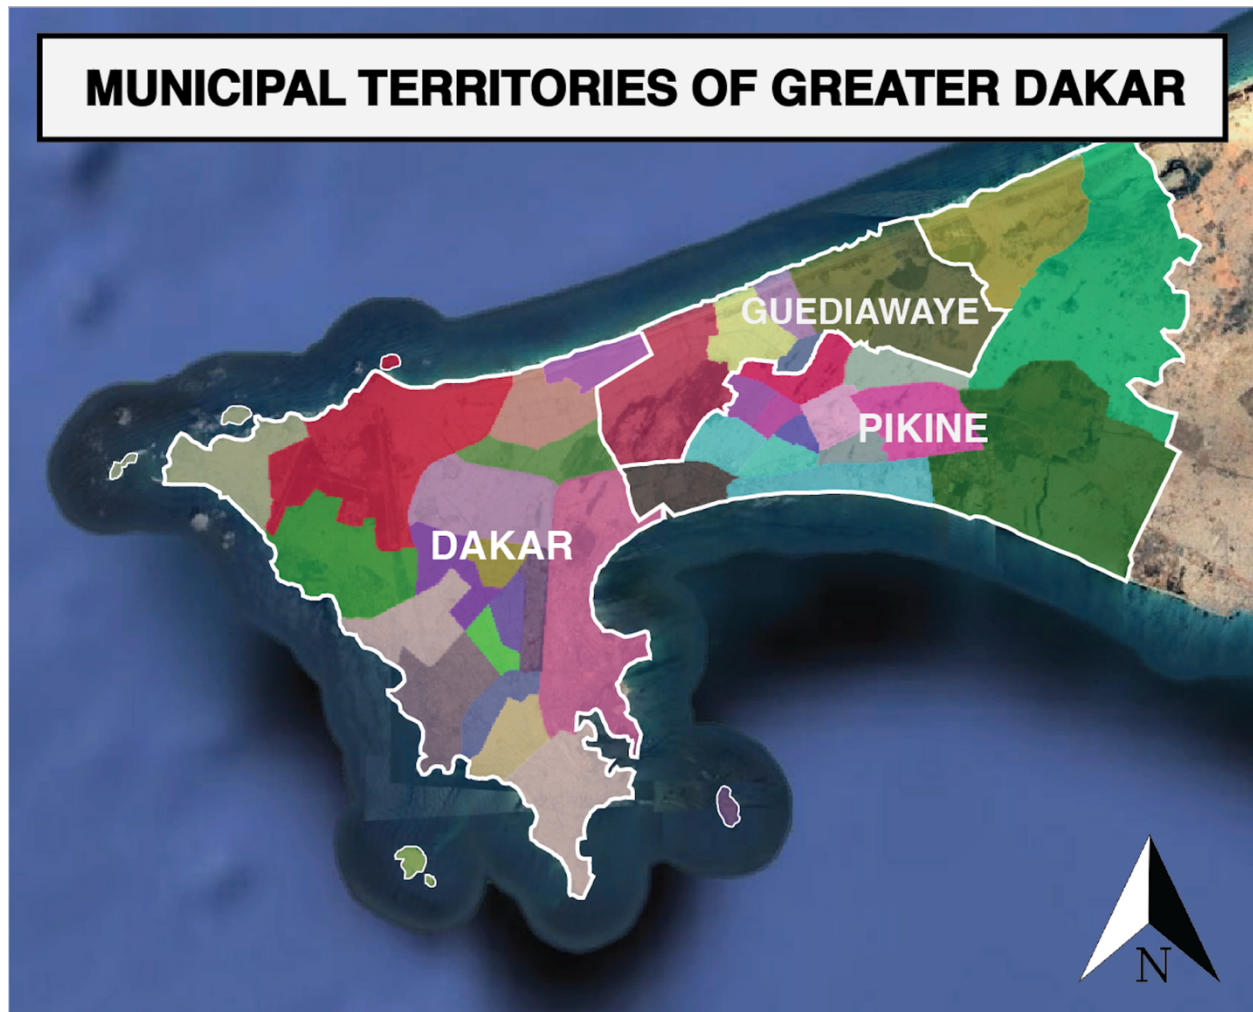 MUNICIPAL TERRITORIES OF GREATER DAKAR
GUEDIAWAYE
PIKINE
DAKAR
N